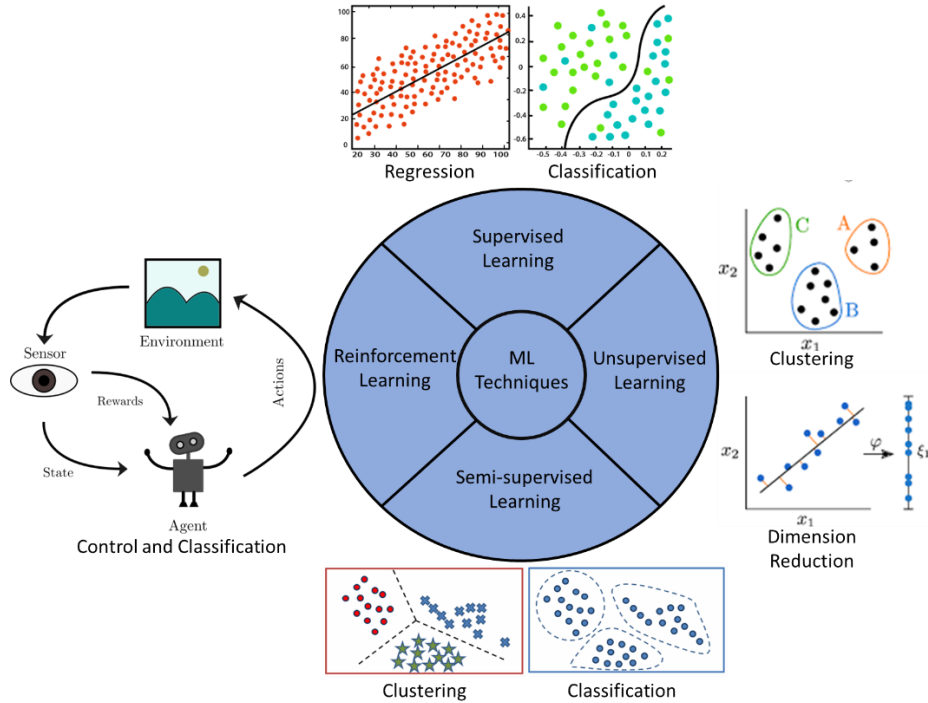 100
80
60
40
20
0
20 30 40 50 60 70 80 90 100
Regression
0.4
0.2
0
-0.2
-0.4
-0.6
-0.5 -0.4 -0.3 -0.2 -0.1 0 0.1 0.2
Classification
Supervised
Learning
Reinforcement
Learning
ML
Techniques
Unsupervised
Learning
Semi-supervised
Learning
Environment
Sensor
Rewards
Actions
State
Agent
Control and Classification
C
A
B
x₂
x₁
Clustering
x₂
φ
ξ₁
x₁
Dimension
Reduction
Clustering
Classification